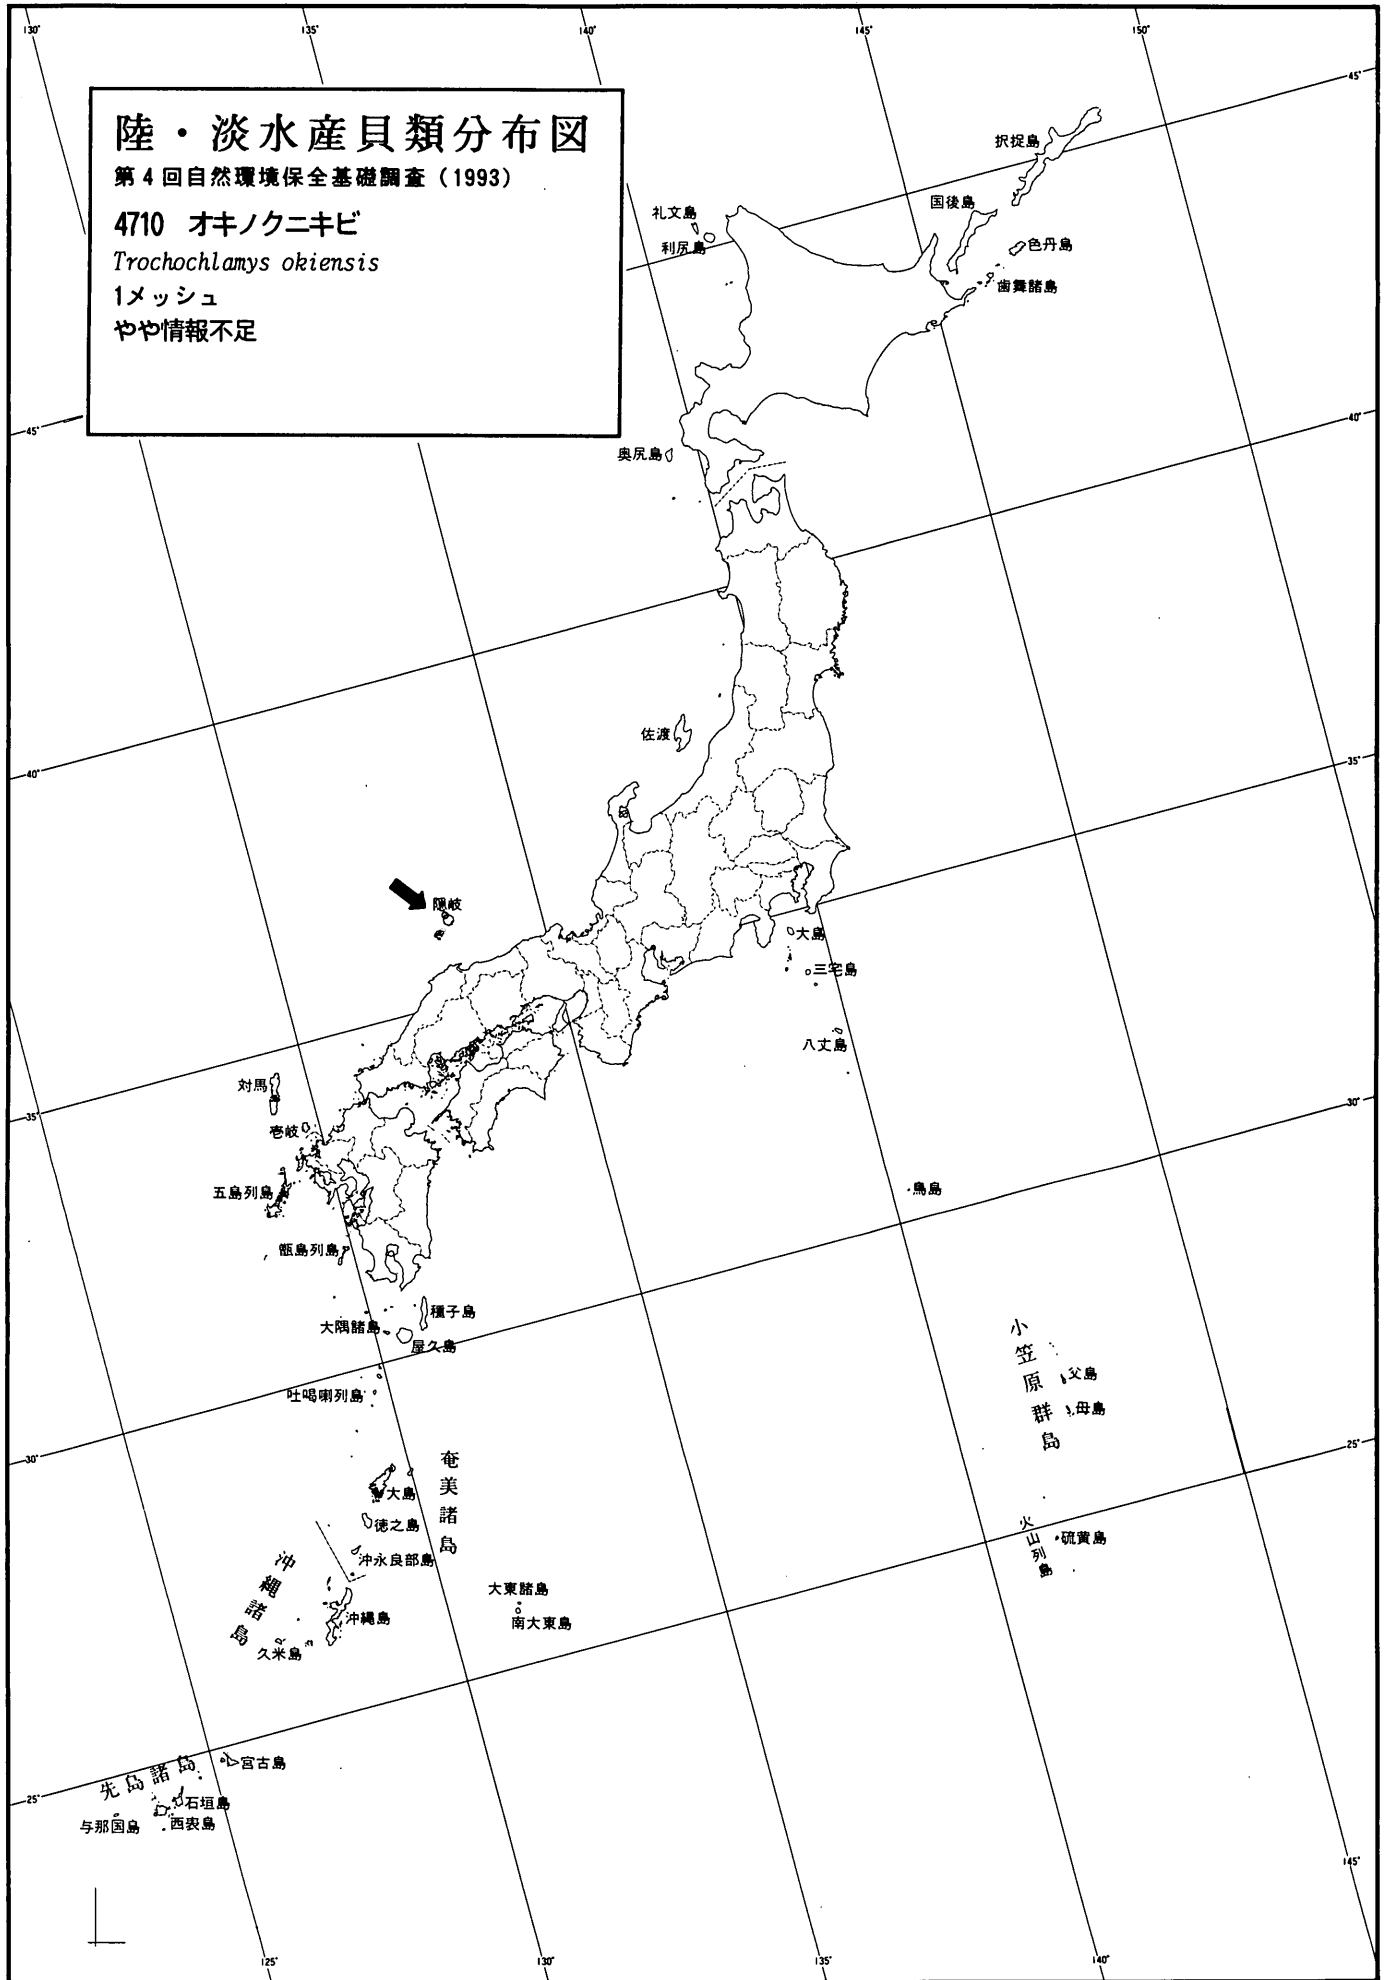 130°
135°
140°
145°
150°
陸・淡水産貝類分布図
第4回自然環境保全基礎調査(1993)
4710 オキノクニキビ
Trochochlamys okiensis
1メッシュ
やや情報不足
45°
択捉島
国後島
色丹島
歯舞諸島
礼文島
利尻島
45°
40°
奥尻島
佐渡
40°
35°
隠岐
大島
三宅島
八丈島
対馬
壱岐
35°
30°
五島列島
鳥島
甑島列島
種子島
大隅諸島
屋久島
小笠原群島
父島
母島
吐噶喇列島
30°
25°
奄美諸島
大島
徳之島
火山列島
硫黄島
沖永良部島
沖縄諸島
大東諸島
南大東島
沖縄島
久米島
宮古島
先島諸島
25°
石垣島
与那国島
西表島
145°
125°
130°
135°
140°